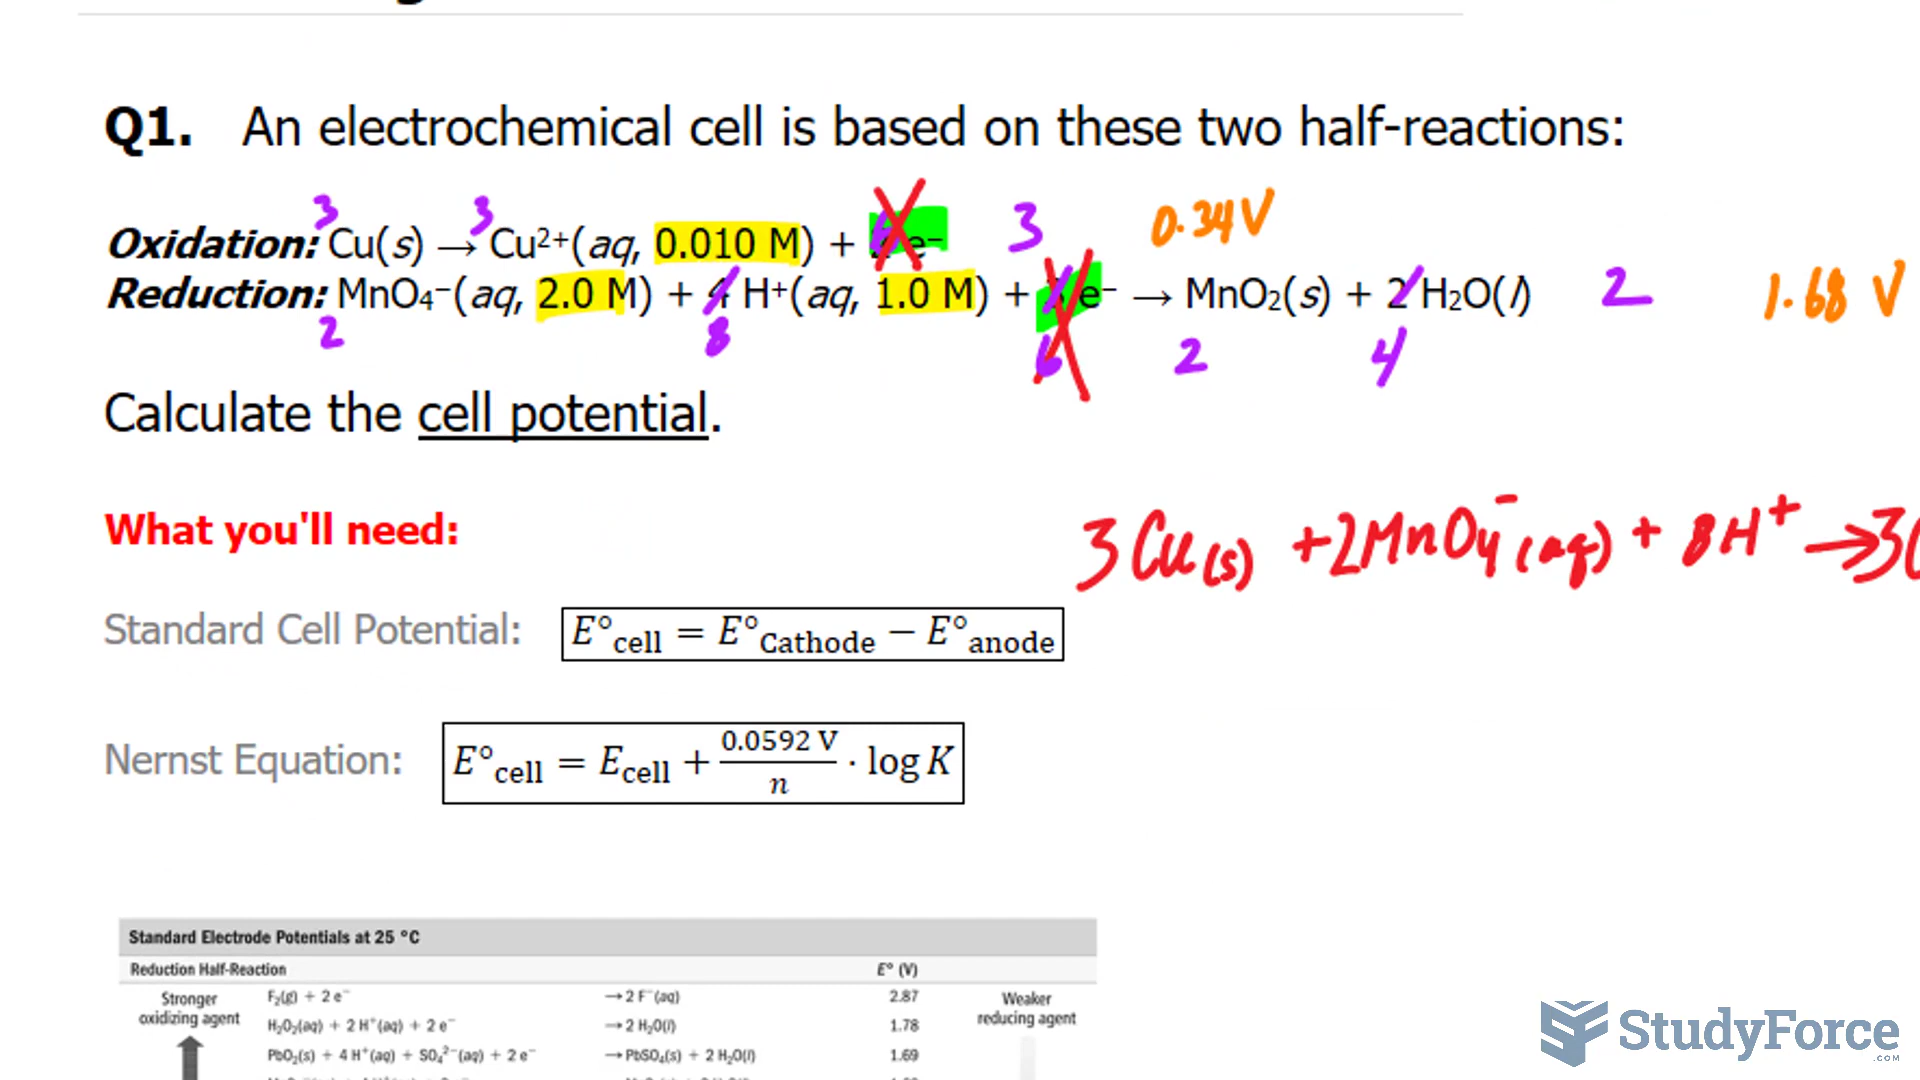 Q1. An electrochemical cell is based on these two half-reactions:
3 3 3 0.34 V
Oxidation: Cu(s) → Cu²⁺(aq, 0.010 M) + e⁻
Reduction: MnO₄⁻(aq, 2.0 M) + 4 H⁺(aq, 1.0 M) + e⁻ → MnO₂(s) + 2 H₂O(l) 2 1.68 V
2 8 6 2 4
Calculate the cell potential.
What you'll need:
3Cu(s) + 2MnO₄⁻(aq) + 8H⁺ → 3
Standard Cell Potential: E°cell = E°Cathode − E°anode
Nernst Equation: E°cell = Ecell + 0.0592 V / n · log K
Standard Electrode Potentials at 25 °C
Reduction Half-Reaction E° (V)
Stronger oxidizing agent
F₂(g) + 2 e⁻ → 2 F⁻(aq) 2.87
Weaker reducing agent
H₂O₂(aq) + 2 H⁺(aq) + 2 e⁻ → 2 H₂O(l) 1.78
PbO₂(s) + 4 H⁺(aq) + SO₄²⁻(aq) + 2 e⁻ → PbSO₄(s) + 2 H₂O(l) 1.69
StudyForce
.COM